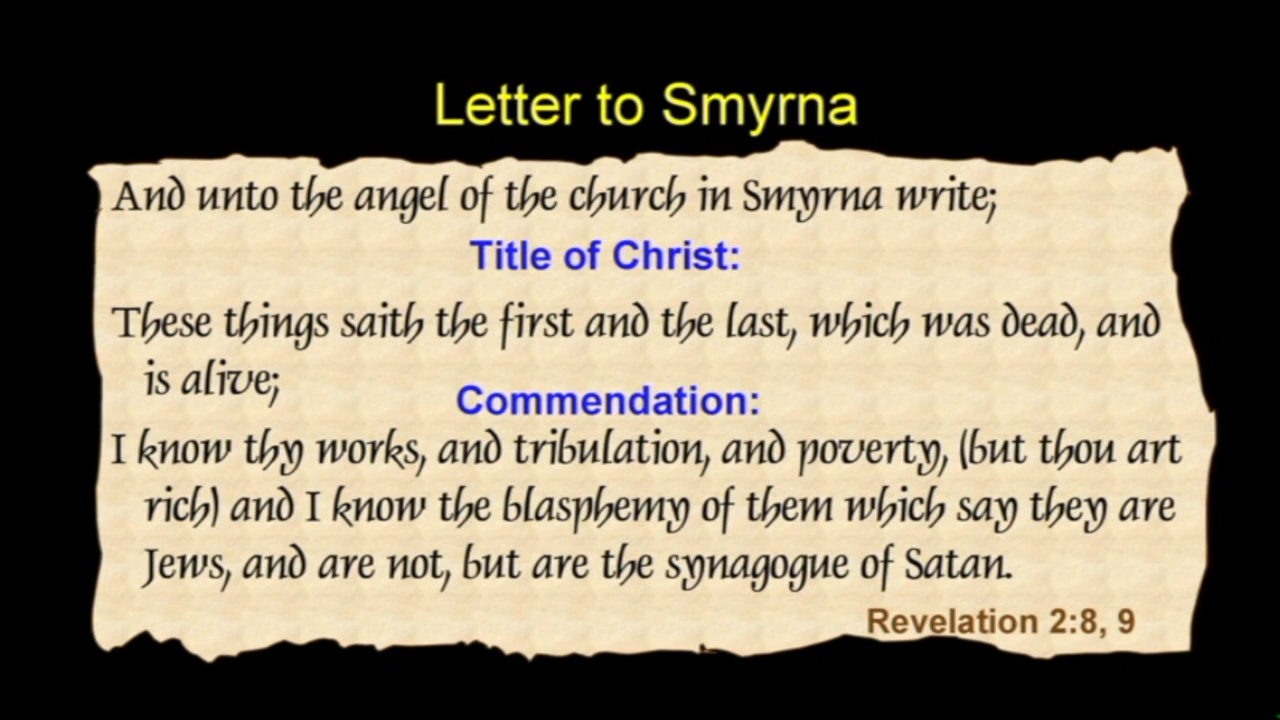 Letter to Smyrna
And unto the angel of the church in Smyrna write;
Title of Christ:
These things saith the first and the last, which was dead, and
is alive;
Commendation:
I know thy works, and tribulation, and poverty, (but thou art
rich) and I know the blasphemy of them which say they are
Jews, and are not, but are the synagogue of Satan.
Revelation 2:8, 9